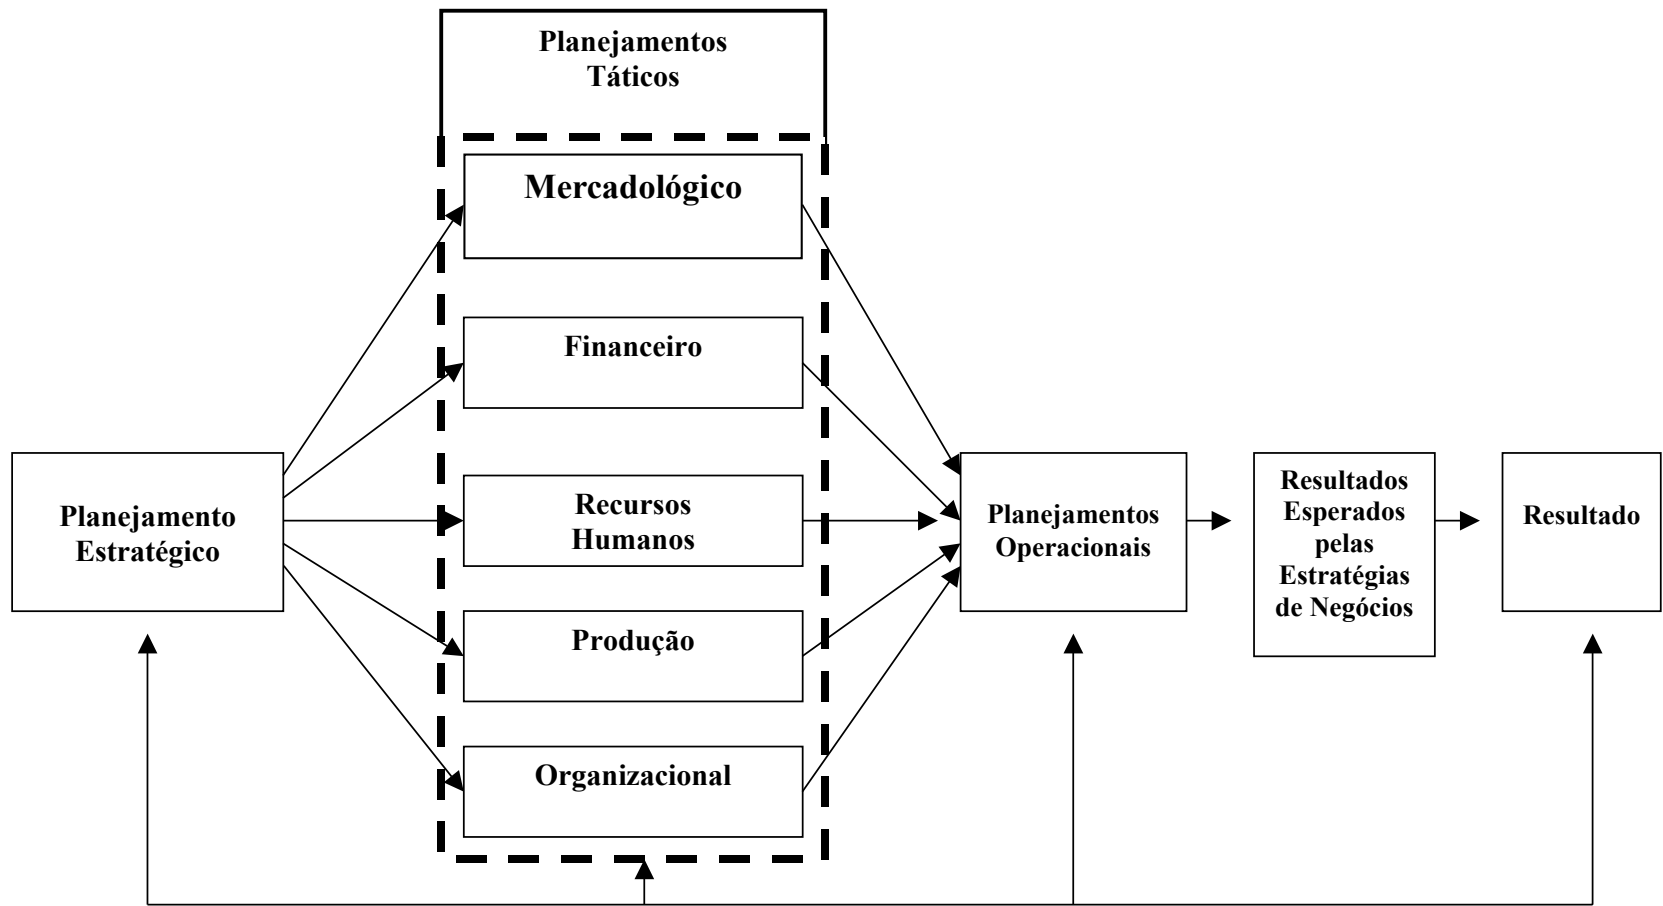 Planejamentos
Táticos
Mercadológico
Financeiro
Recursos
Humanos
Produção
Organizacional
Planejamento
Estratégico
Planejamentos
Operacionais
Resultados
Esperados
pelas
Estratégias
de Negócios
Resultado